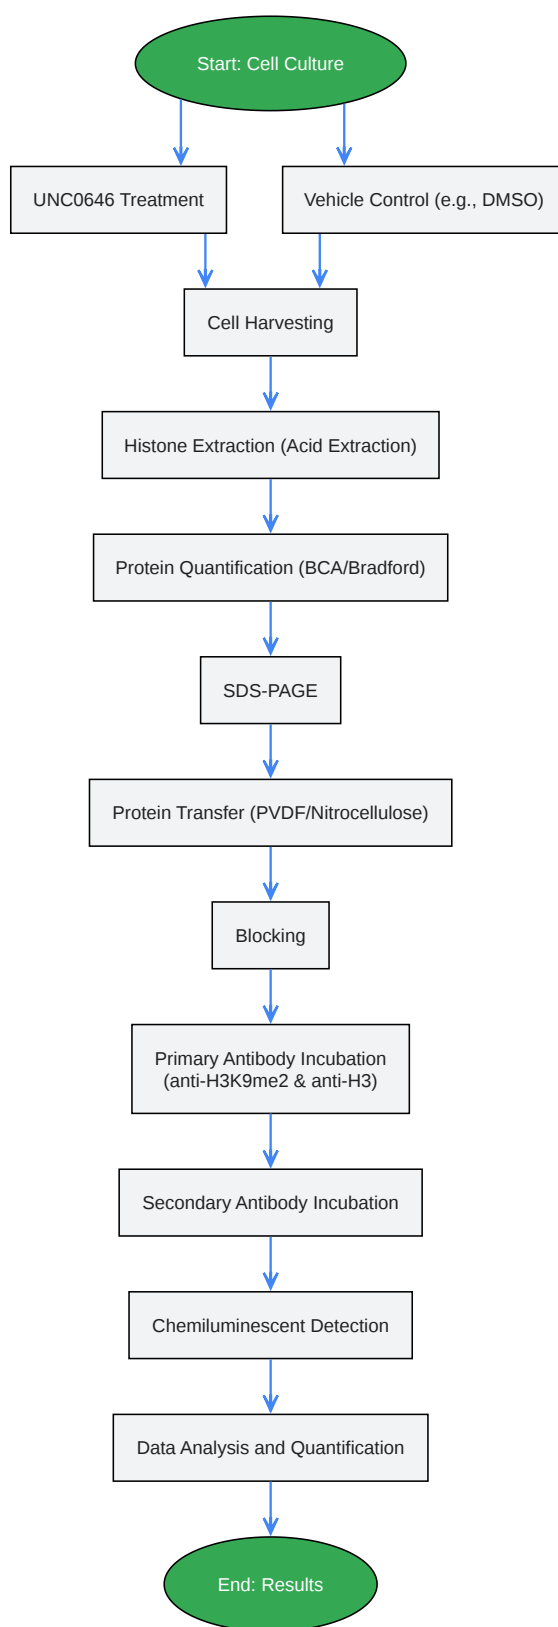 Start: Cell Culture
UNC0646 Treatment
Vehicle Control (e.g., DMSO)
Cell Harvesting
Histone Extraction (Acid Extraction)
Protein Quantification (BCA/Bradford)
SDS-PAGE
Protein Transfer (PVDF/Nitrocellulose)
Blocking
Primary Antibody Incubation
(anti-H3K9me2 & anti-H3)
Secondary Antibody Incubation
Chemiluminescent Detection
Data Analysis and Quantification
End: Results